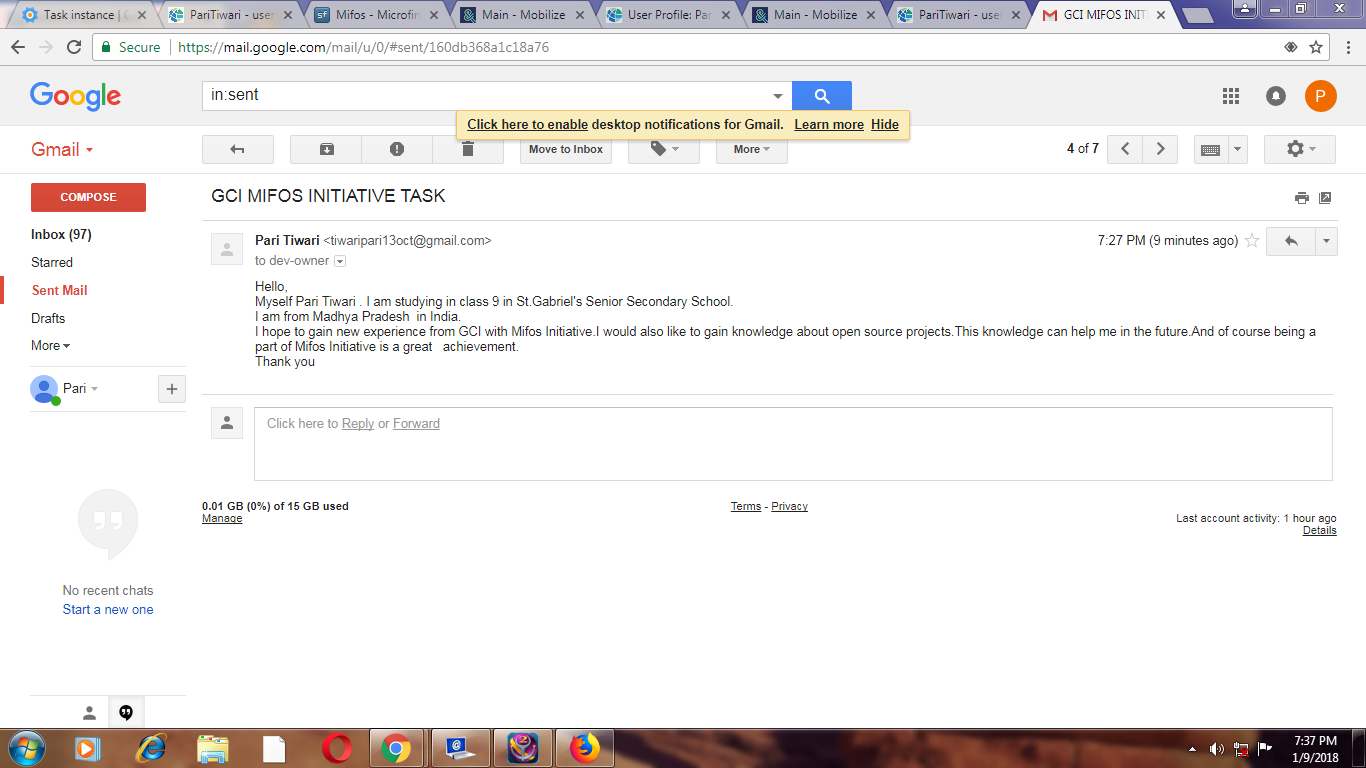 Task instance | G
PariTiwari - user
Mifos - Microfin
Main - Mobilize
User Profile: Par
Main - Mobilize
PariTiwari - user
GCI MIFOS INIT
Secure
https://mail.google.com/mail/u/0/#sent/160db368a1c18a76
Google
in:sent
P
Click here to enable desktop notifications for Gmail. Learn more Hide
Gmail
Move to Inbox
More
4 of 7
COMPOSE
GCI MIFOS INITIATIVE TASK
Inbox (97)
Starred
Sent Mail
Drafts
More
Pari
Pari Tiwari <tiwaripari13oct@gmail.com>
7:27 PM (9 minutes ago)
to dev-owner
Hello,
Myself Pari Tiwari . I am studying in class 9 in St.Gabriel's Senior Secondary School.
I am from Madhya Pradesh in India.
I hope to gain new experience from GCI with Mifos Initiative.I would also like to gain knowledge about open source projects.This knowledge can help me in the future.And of course being a
part of Mifos Initiative is a great achievement.
Thank you
Click here to Reply or Forward
0.01 GB (0%) of 15 GB used
Manage
Terms - Privacy
Last account activity: 1 hour ago
Details
No recent chats
Start a new one
7:37 PM
1/9/2018